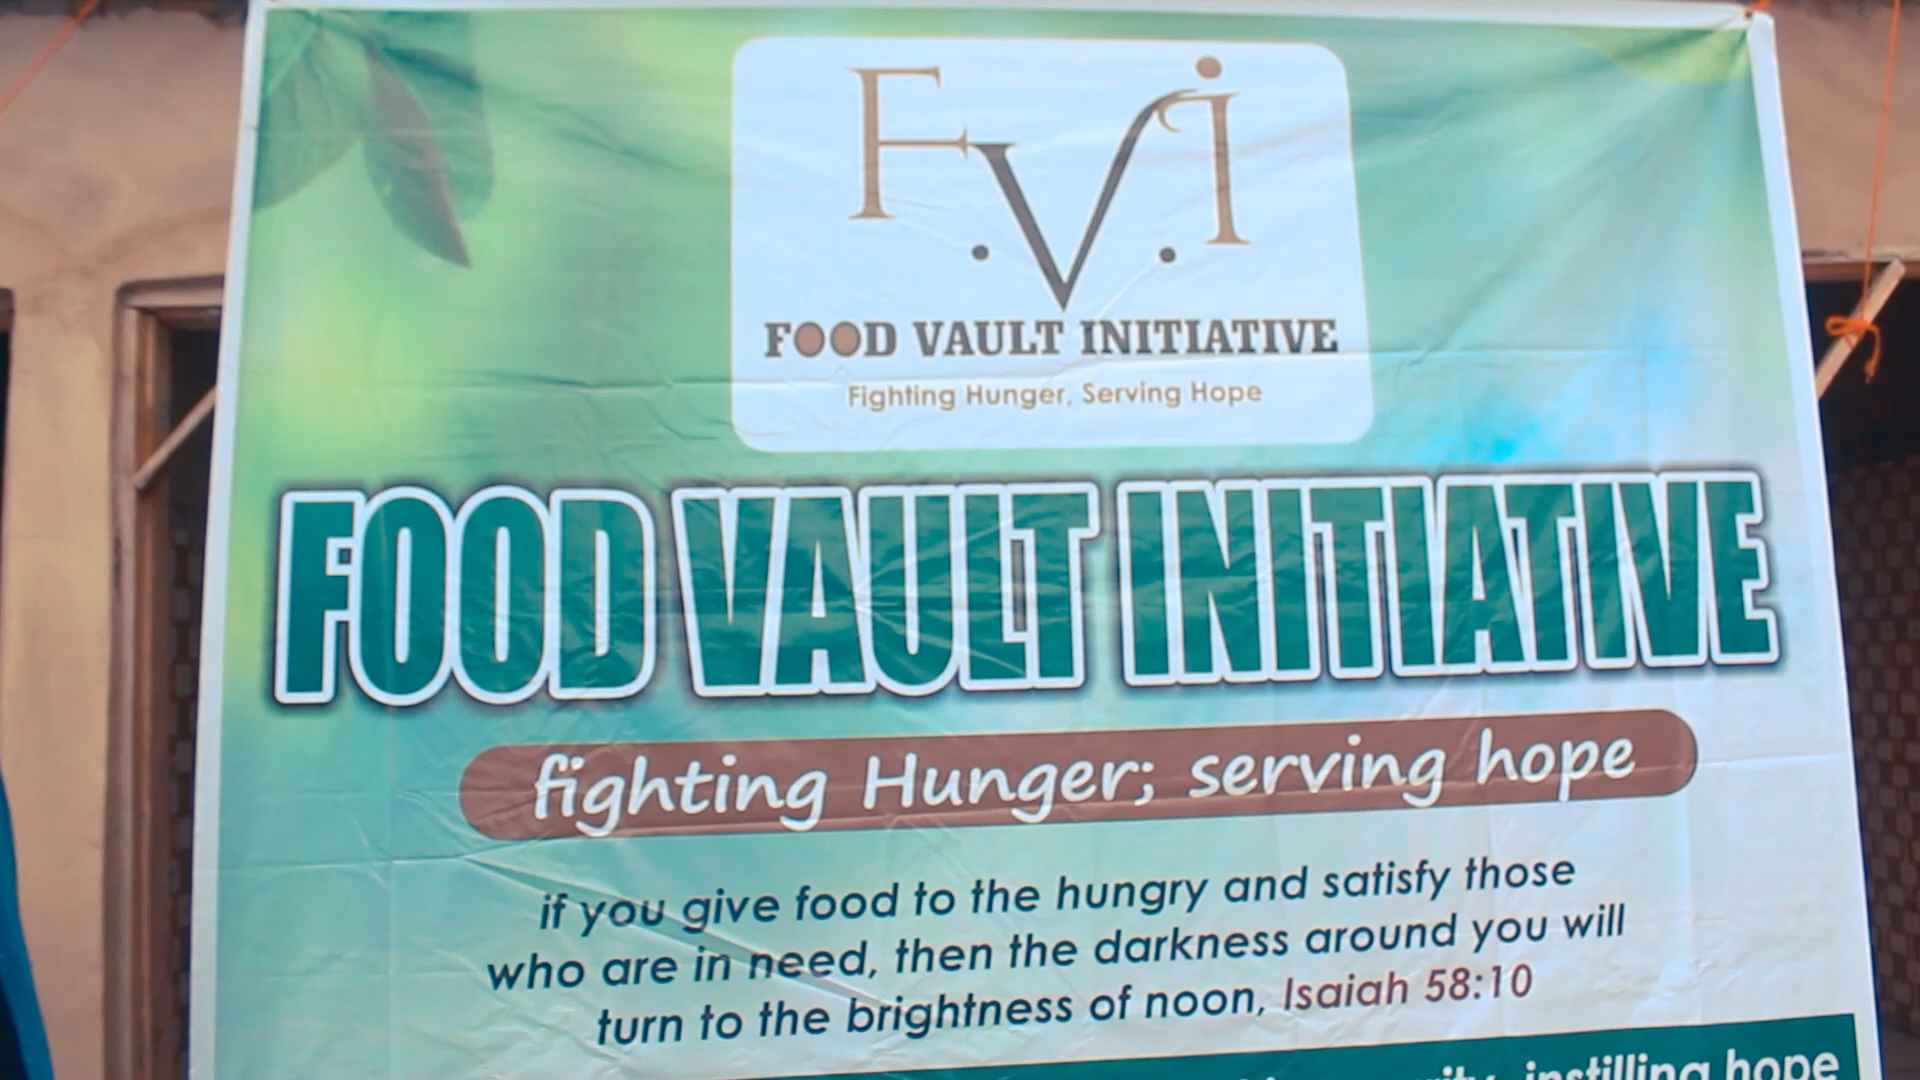 F.V.i
FOOD VAULT INITIATIVE
Fighting Hunger, Serving Hope
FOOD VAULT INITIATIVE
fighting Hunger; serving hope
if you give food to the hungry and satisfy those
who are in need, then the darkness around you will
turn to the brightness of noon, Isaiah 58:10
instilling hope